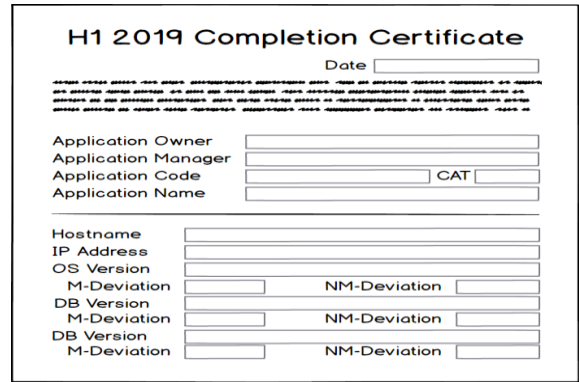 H1 2019 Completion Certificate
Date
Application Owner
Application Manager
Application Code CAT
Application Name
Hostname
IP Address
OS Version
M-Deviation NM-Deviation
DB Version
M-Deviation NM-Deviation
DB Version
M-Deviation NM-Deviation